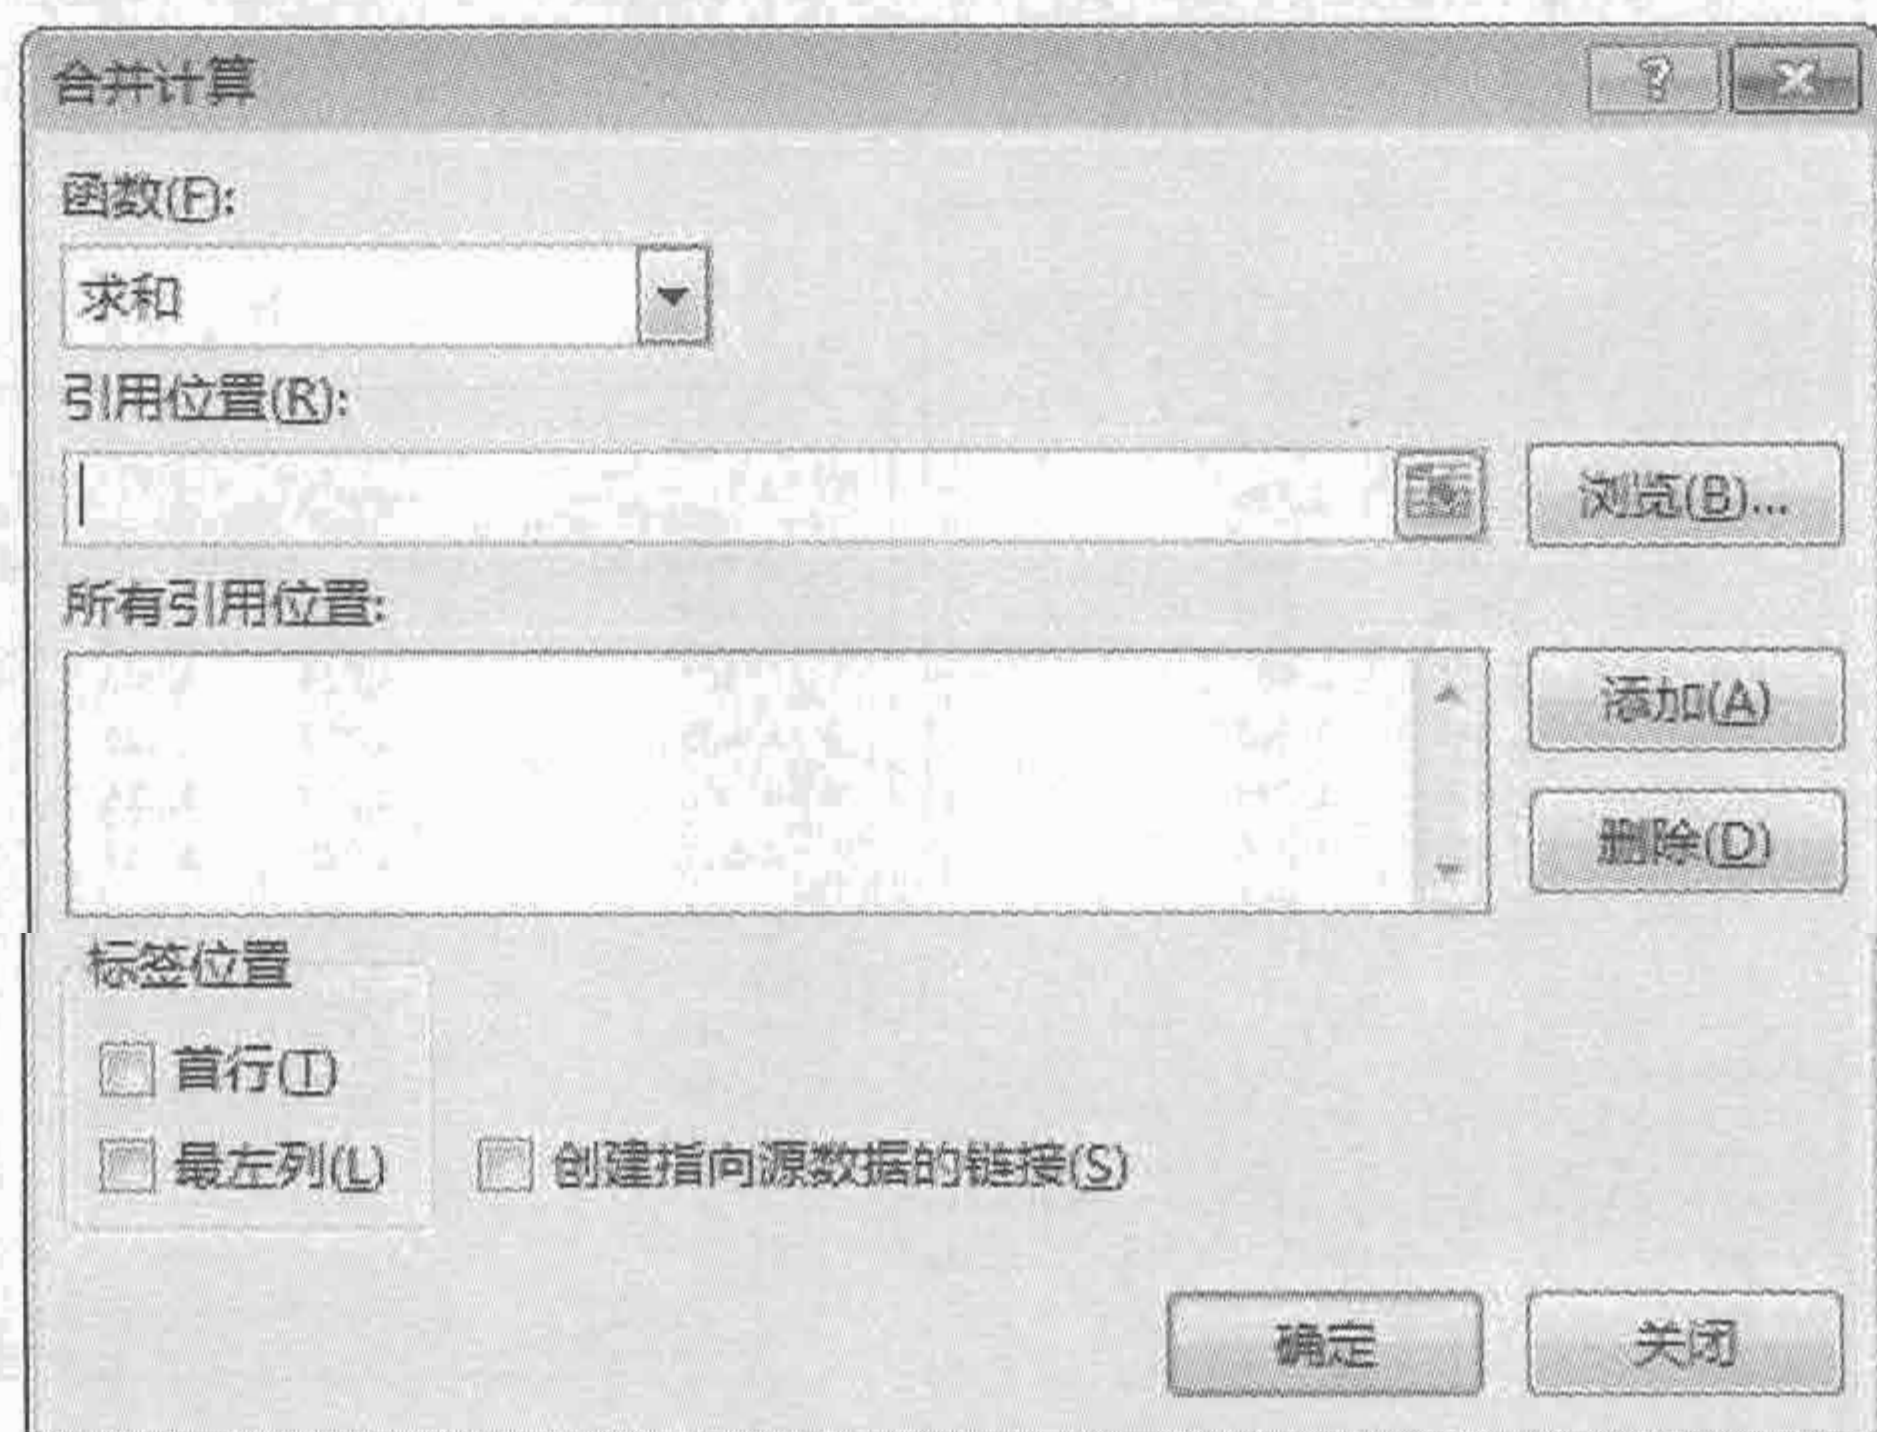 合并计算
函数(F):
求和
引用位置(R):
浏览(B)...
所有引用位置:
添加(A)
删除(D)
标签位置
首行(T)
最左列(L)
创建指向源数据的链接(S)
确定
关闭